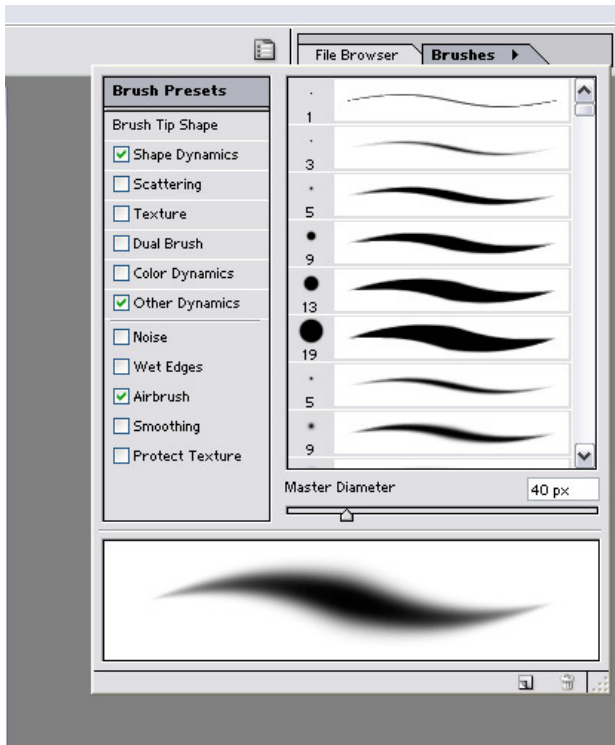 File Browser
Brushes
Brush Presets
Brush Tip Shape
Shape Dynamics
Scattering
Texture
Dual Brush
Color Dynamics
Other Dynamics
Noise
Wet Edges
Airbrush
Smoothing
Protect Texture
1
3
5
9
13
19
5
9
Master Diameter
40 px